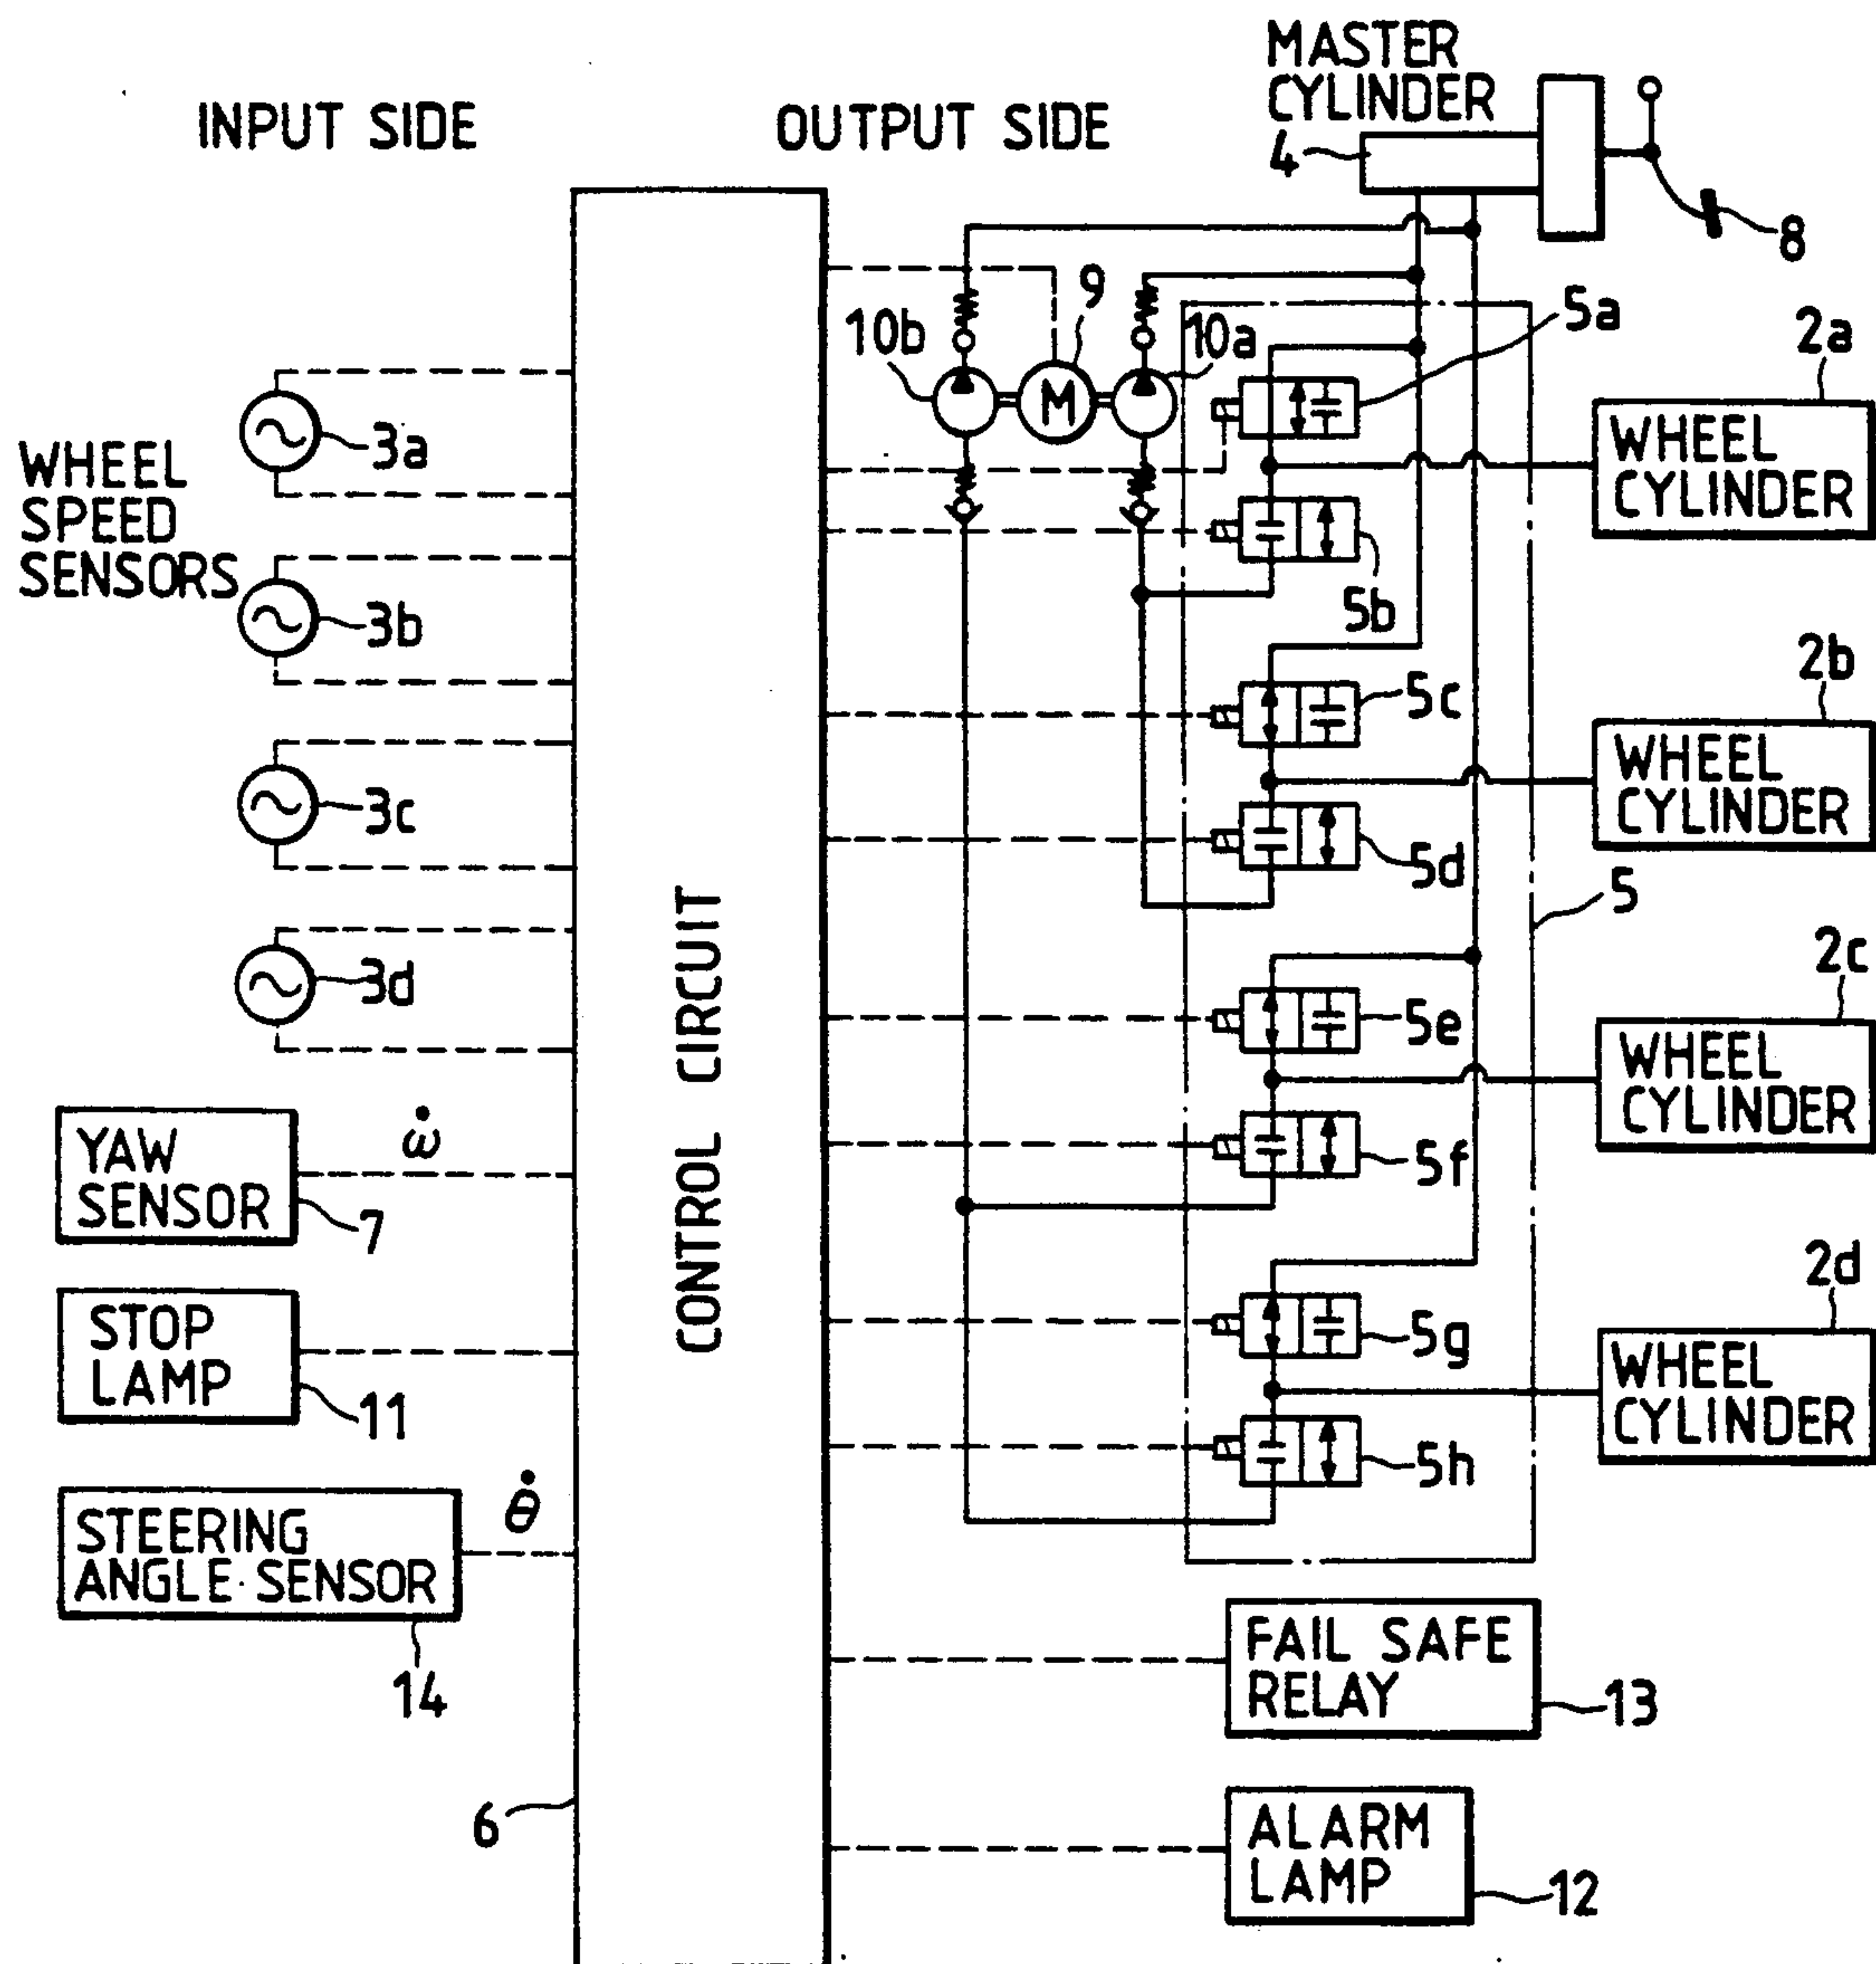 INPUT SIDE
OUTPUT SIDE
MASTER
CYLINDER
4
8
9
10b
10a
M
5a
2a
WHEEL
CYLINDER
WHEEL
SPEED
SENSORS
3a
3b
3c
3d
5b
5c
2b
WHEEL
CYLINDER
5d
5
CONTROL CIRCUIT
5e
2c
WHEEL
CYLINDER
5f
YAW
SENSOR
ω̇
7
5g
2d
WHEEL
CYLINDER
5h
STOP
LAMP
11
STEERING
ANGLE SENSOR
θ̇
14
FAIL SAFE
RELAY
13
6
ALARM
LAMP
12